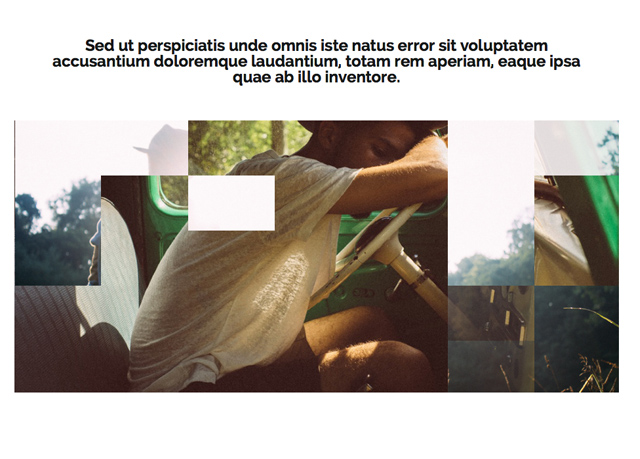 Sed ut perspiciatis unde omnis iste natus error sit voluptatem
accusantium doloremque laudantium, totam rem aperiam, eaque ipsa
quae ab illo inventore.